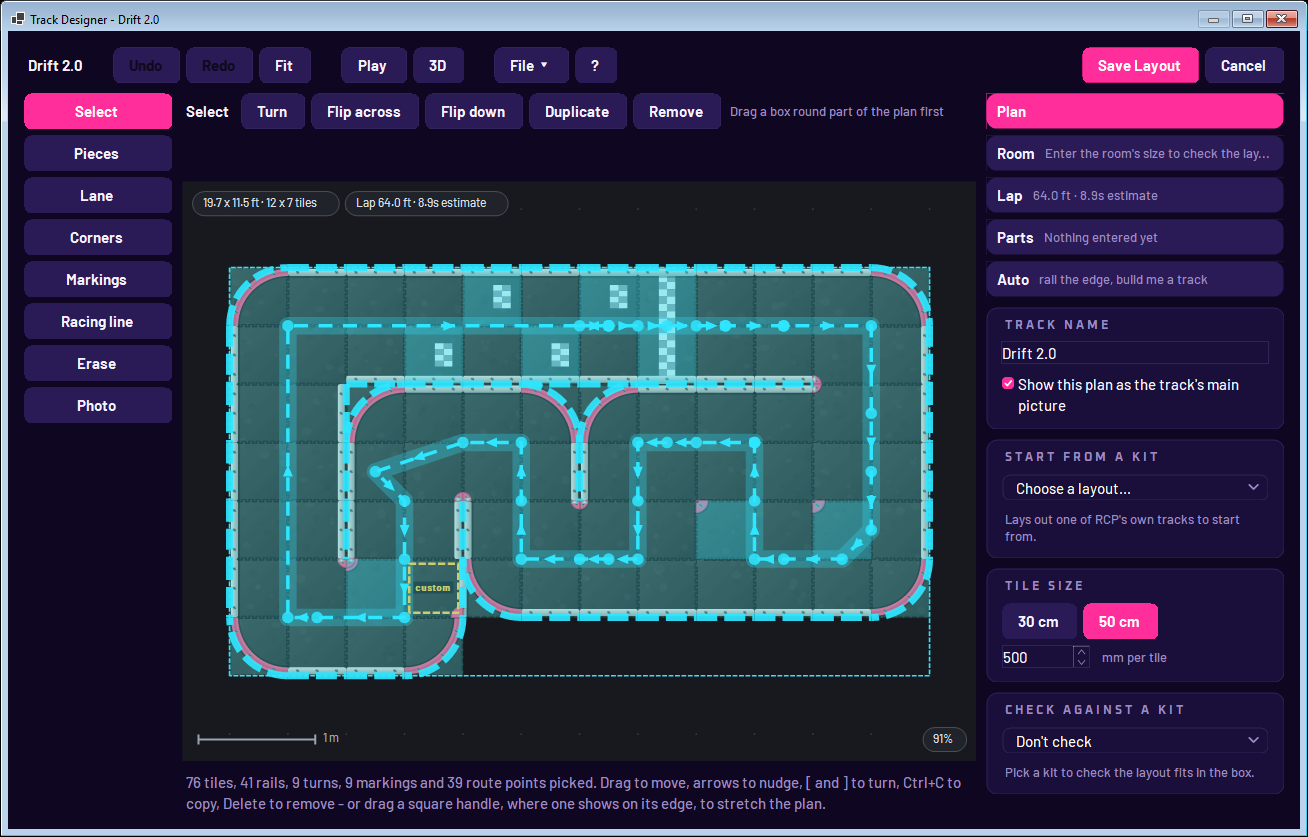 Track Designer - Drift 2.0
Drift 2.0
Undo
Redo
Fit
Play
3D
File
?
Save Layout
Cancel
Select
Select
Turn
Flip across
Flip down
Duplicate
Remove
Drag a box round part of the plan first
Plan
Pieces
Room Enter the room's size to check the lay...
Lane
Lap 64.0 ft · 8.9s estimate
Corners
Parts Nothing entered yet
Markings
Auto rail the edge, build me a track
Racing line
Erase
Photo
19.7 x 11.5 ft · 12 x 7 tiles
Lap 64.0 ft · 8.9s estimate
custom
1 m
91%
76 tiles, 41 rails, 9 turns, 9 markings and 39 route points picked. Drag to move, arrows to nudge, [ and ] to turn, Ctrl+C to
copy, Delete to remove - or drag a square handle, where one shows on its edge, to stretch the plan.
TRACK NAME
Drift 2.0
Show this plan as the track's main
picture
START FROM A KIT
Choose a layout...
Lays out one of RCP's own tracks to start
from.
TILE SIZE
30 cm
50 cm
500
mm per tile
CHECK AGAINST A KIT
Don't check
Pick a kit to check the layout fits in the box.